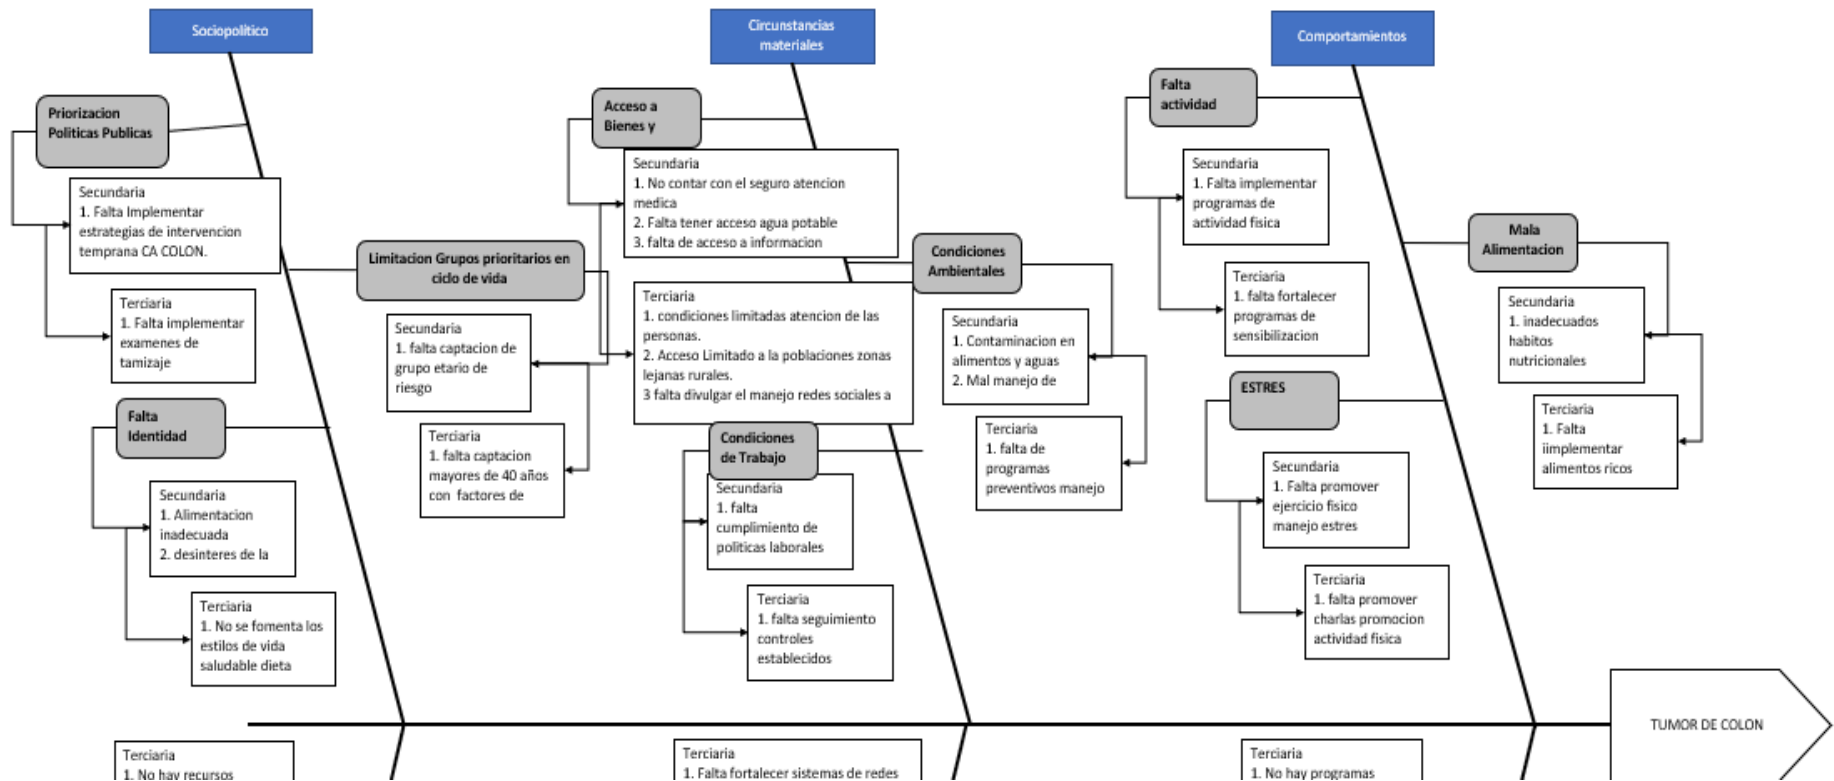 Sociopolítico
Priorizacion
Politicas Publicas
Secundaria
1. Falta Implementar
estrategias de intervencion
temprana CA COLON.
Terciaria
1. Falta implementar
examenes de
tamizaje
Falta
Identidad
Secundaria
1. Alimentacion
inadecuada
2. desinteres de la
Terciaria
1. No se fomenta los
estilos de vida
saludable dieta
Limitacion Grupos prioritarios en
ciclo de vida
Secundaria
1. falta captacion de
grupo etario de
riesgo
Terciaria
1. falta captacion
mayores de 40 años
con factores de
Circunstancias
materiales
Acceso a
Bienes y
Secundaria
1. No contar con el seguro atencion
medica
2. Falta tener acceso agua potable
3. falta de acceso a informacion
Terciaria
1. condiciones limitadas atencion de las
personas.
2. Acceso Limitado a la poblaciones zonas
lejanas rurales.
3 falta divulgar el manejo redes sociales a
Condiciones
de Trabajo
Secundaria
1. falta
cumplimiento de
politicas laborales
Terciaria
1. falta seguimiento
controles
establecidos
Condiciones
Ambientales
Secundaria
1. Contaminacion en
alimentos y aguas
2. Mal manejo de
Terciaria
1. falta de
programas
preventivos manejo
Comportamientos
Falta
actividad
Secundaria
1. Falta implementar
programas de
actividad fisica
Terciaria
1. falta fortalecer
programas de
sensibilizacion
ESTRES
Secundaria
1. Falta promover
ejercicio fisico
manejo estres
Terciaria
1. falta promover
charlas promocion
actividad fisica
Mala
Alimentacion
Secundaria
1. inadecuados
habitos
nutricionales
Terciaria
1. Falta
iimplementar
alimentos ricos
TUMOR DE COLON
Terciaria
1. No hay recursos
Terciaria
1. Falta fortalecer sistemas de redes
Terciaria
1. No hay programas